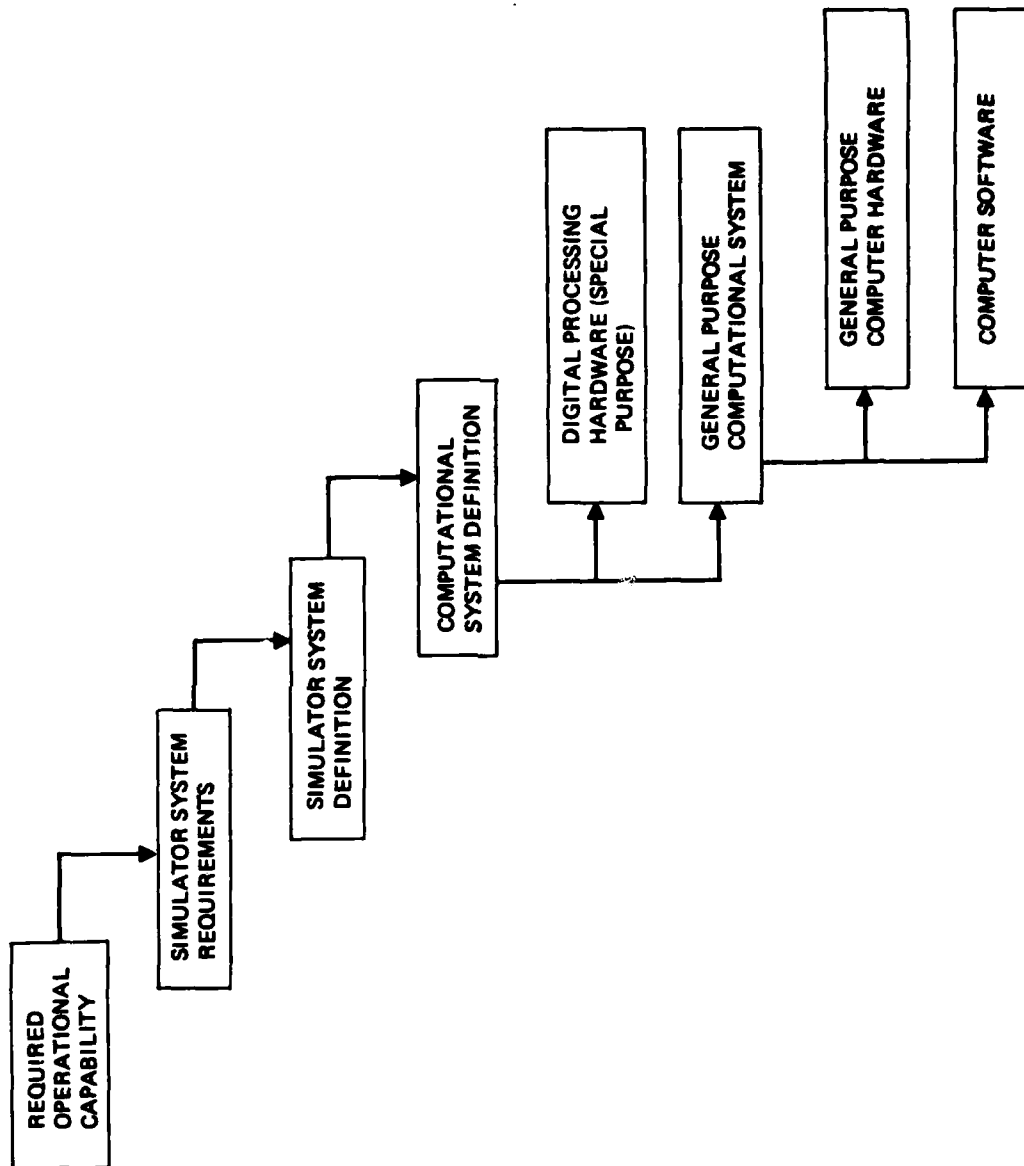 REQUIRED
OPERATIONAL
CAPABILITY
SIMULATOR SYSTEM
REQUIREMENTS
SIMULATOR SYSTEM
DEFINITION
COMPUTATIONAL
SYSTEM DEFINITION
DIGITAL PROCESSING
HARDWARE (SPECIAL
PURPOSE)
GENERAL PURPOSE
COMPUTATIONAL SYSTEM
GENERAL PURPOSE
COMPUTER HARDWARE
COMPUTER SOFTWARE